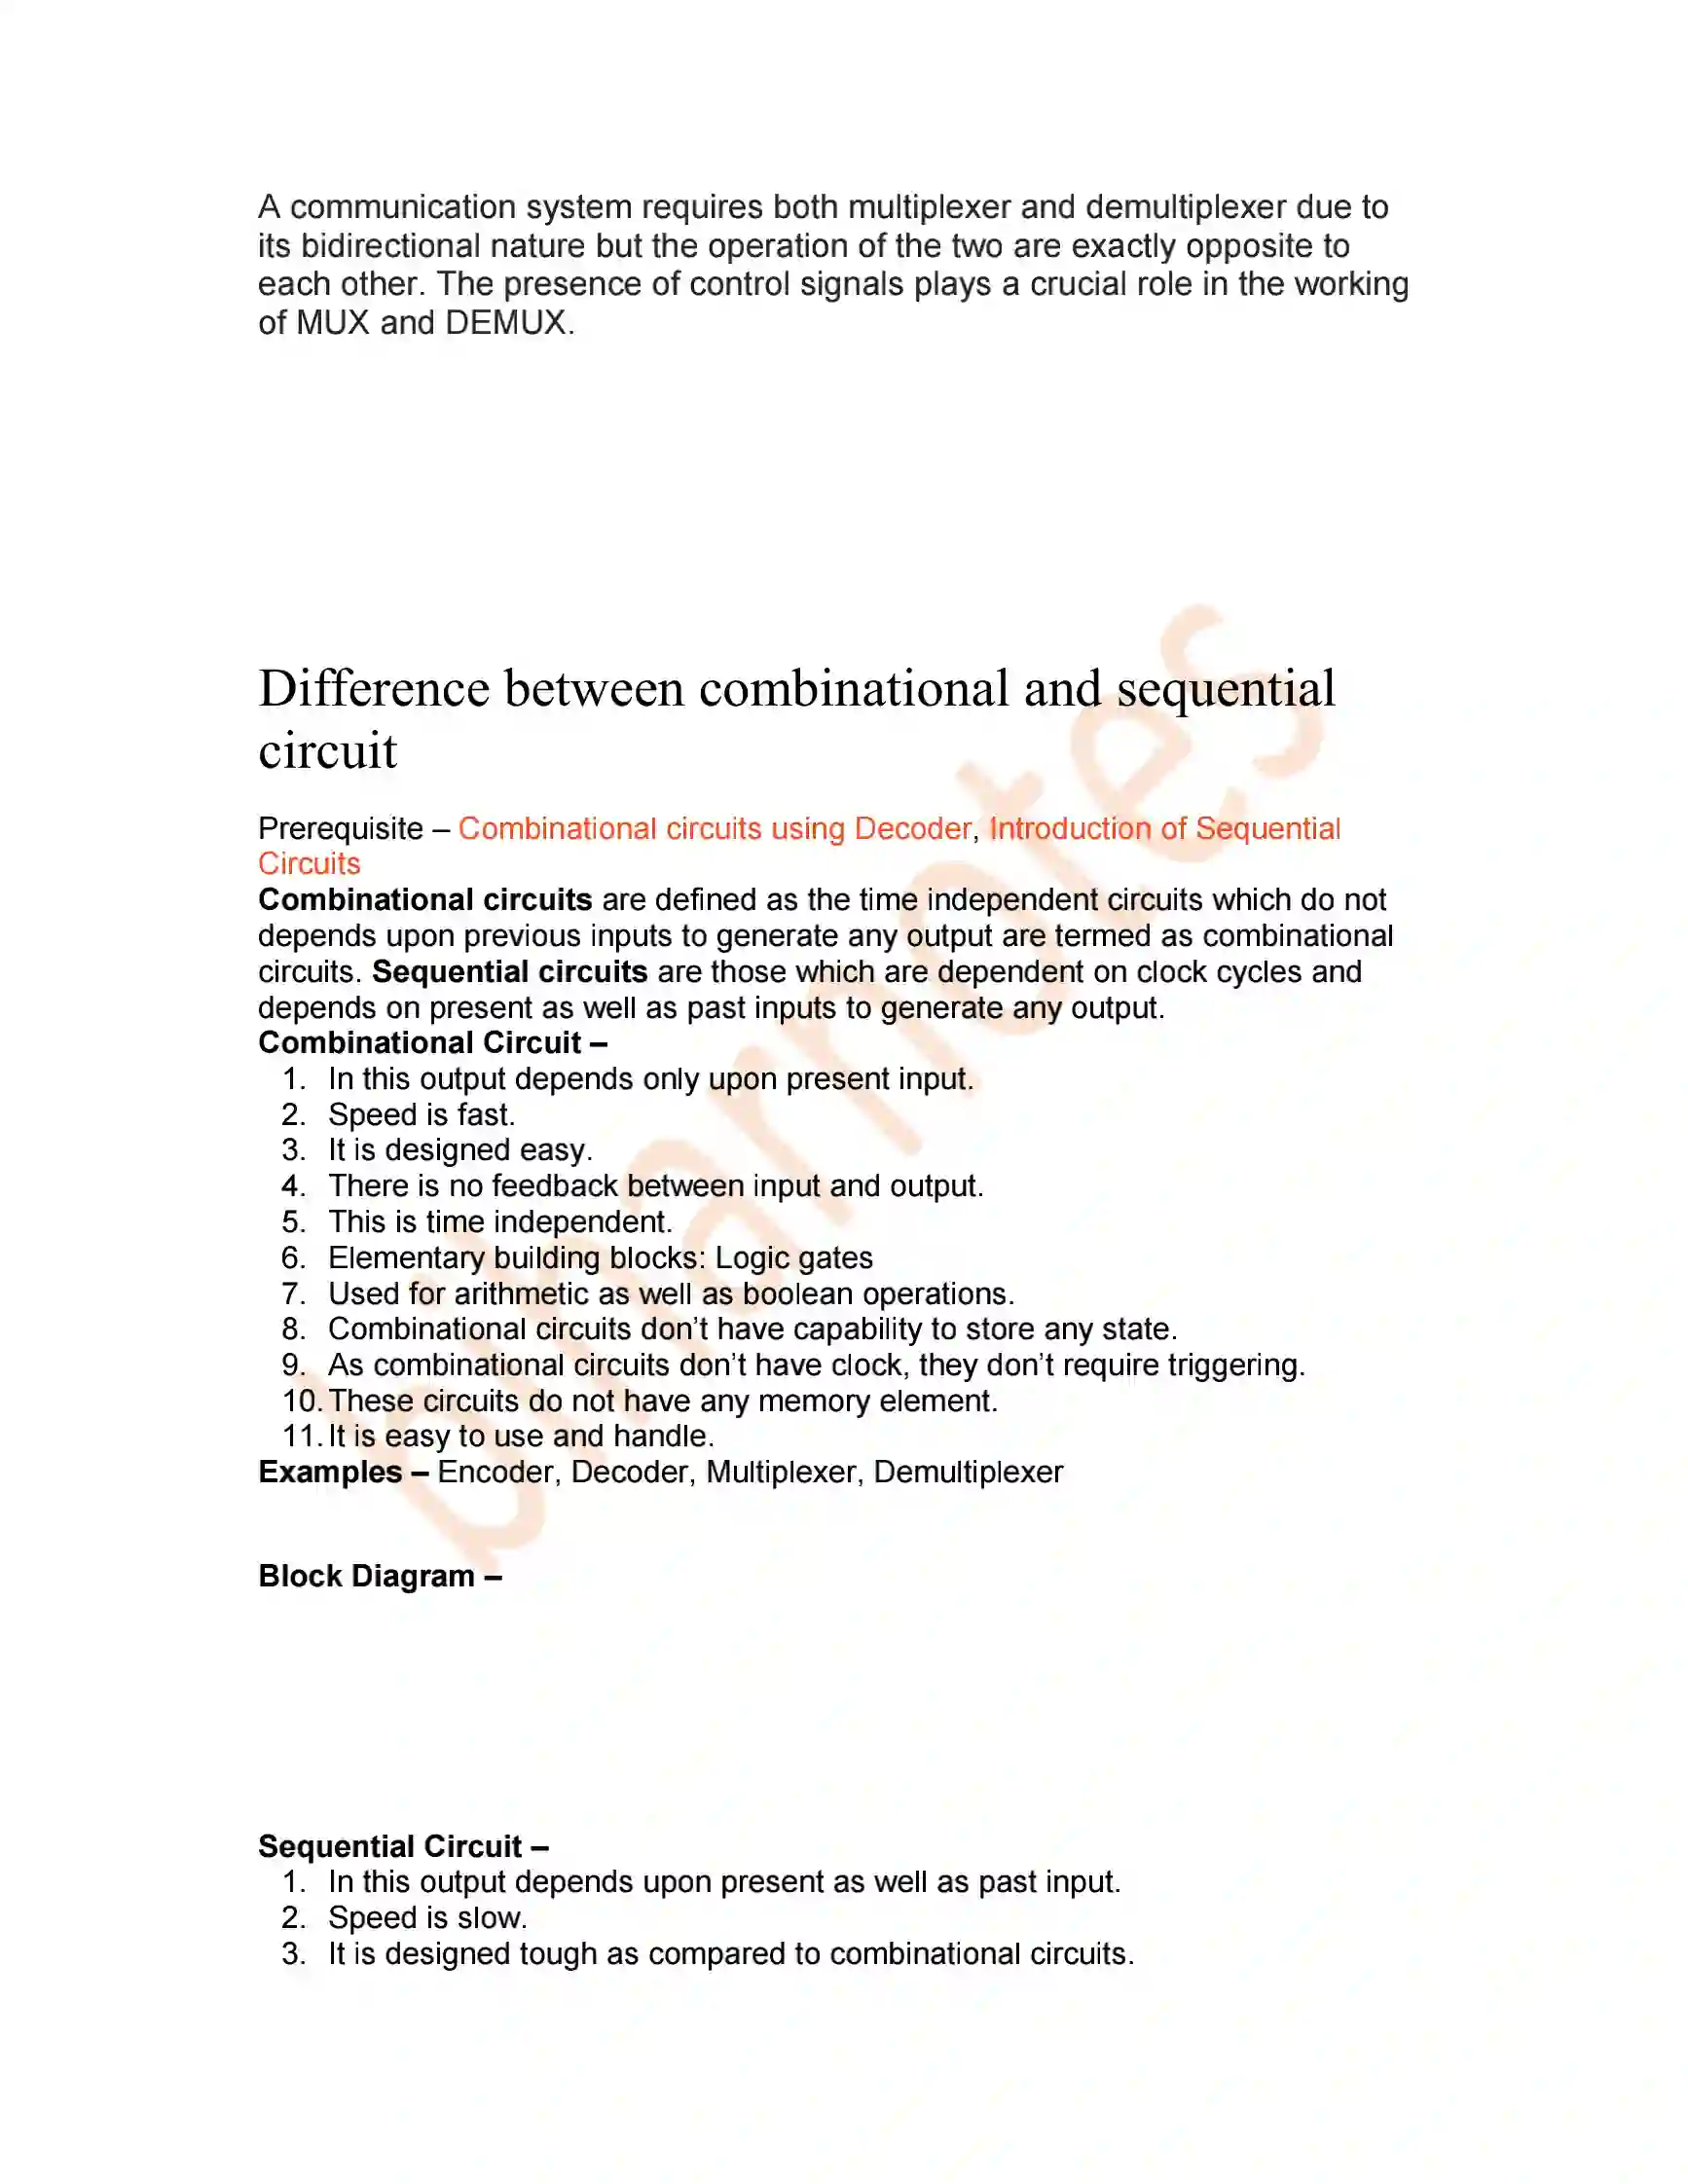 A communication system requires both multiplexer and demultiplexer due to
its bidirectional nature but the operation of the two are exactly opposite to
each other. The presence of control signals plays a crucial role in the working
of MUX and DEMUX.
Difference between combinational and sequential
circuit
Prerequisite – Combinational circuits using Decoder, Introduction of Sequential
Circuits
Combinational circuits are defined as the time independent circuits which do not
depends upon previous inputs to generate any output are termed as combinational
circuits. Sequential circuits are those which are dependent on clock cycles and
depends on present as well as past inputs to generate any output.
Combinational Circuit –
1. In this output depends only upon present input.
2. Speed is fast.
3. It is designed easy.
4. There is no feedback between input and output.
5. This is time independent.
6. Elementary building blocks: Logic gates
7. Used for arithmetic as well as boolean operations.
8. Combinational circuits don’t have capability to store any state.
9. As combinational circuits don’t have clock, they don’t require triggering.
10. These circuits do not have any memory element.
11. It is easy to use and handle.
Examples – Encoder, Decoder, Multiplexer, Demultiplexer
Block Diagram –
Sequential Circuit –
1. In this output depends upon present as well as past input.
2. Speed is slow.
3. It is designed tough as compared to combinational circuits.
biharnotes